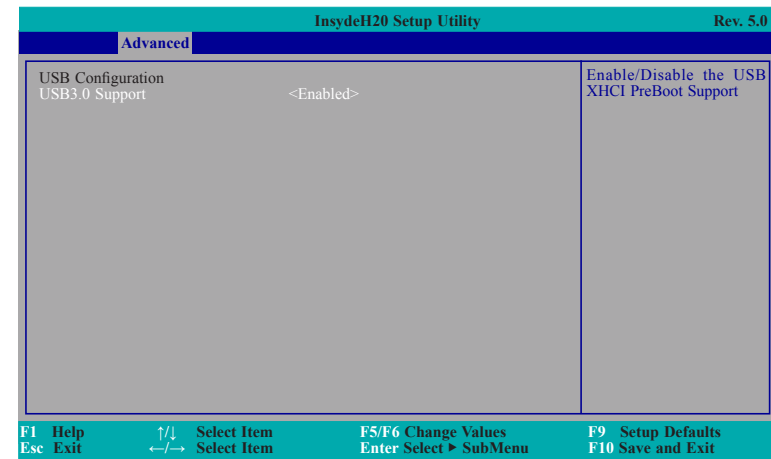 InsydeH20 Setup Utility Rev. 5.0
Advanced
USB Configuration
USB3.0 Support <Enabled>
Enable/Disable the USB
XHCI PreBoot Support
F1 Help ↑/↓ Select Item F5/F6 Change Values F9 Setup Defaults
Esc Exit ←/→ Select Item Enter Select ► SubMenu F10 Save and Exit